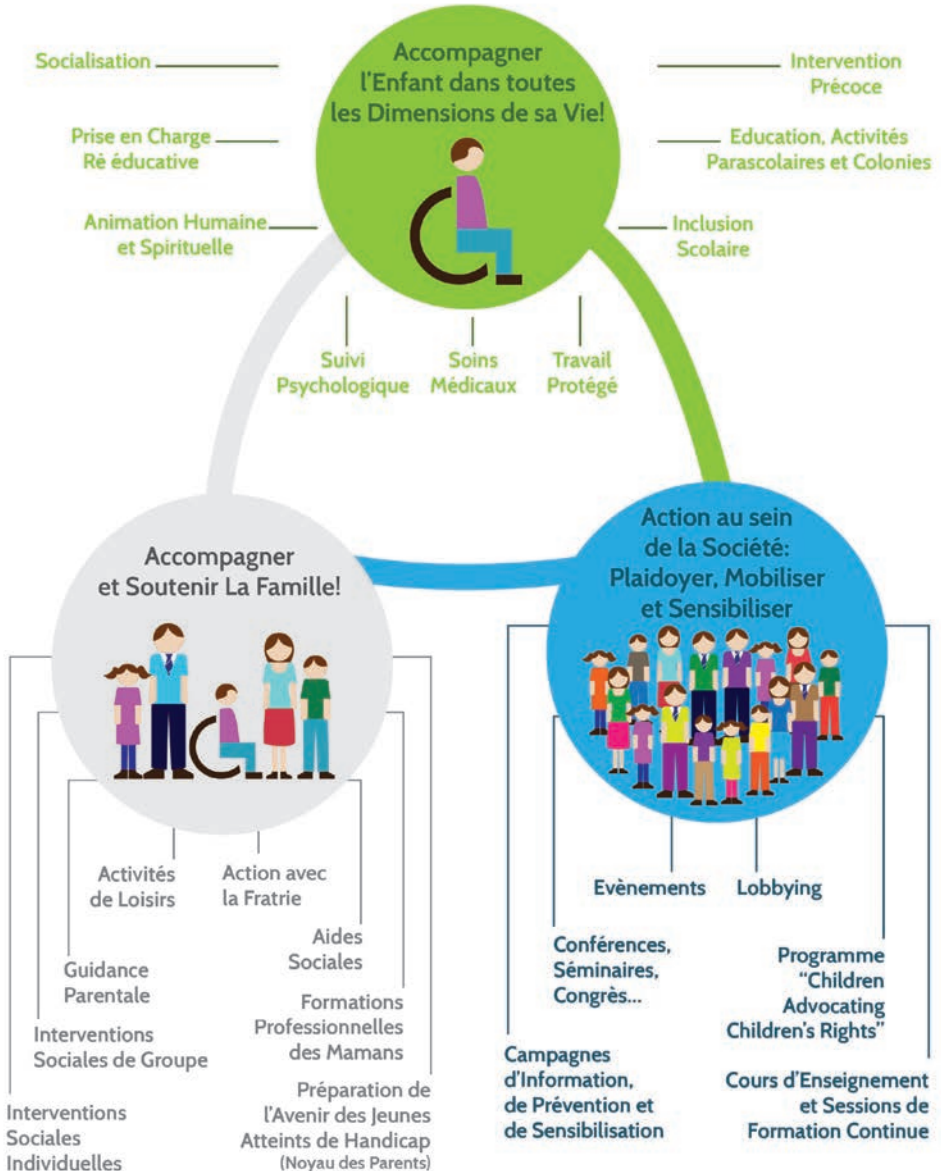 Accompagner
l'Enfant dans toutes
les Dimensions de sa Vie!
Socialisation
Prise en Charge
Rè éducative
Animation Humaine
et Spirituelle
Suivi
Psychologique
Soins
Médicaux
Travail
Protégé
Intervention
Précoce
Education, Activités
Parascolaires et Colonies
Inclusion
Scolaire
Accompagner
et Soutenir La Famille!
Activités
de Loisirs
Action avec
la Fratrie
Guidance
Parentale
Aides
Sociales
Interventions
Sociales de Groupe
Formations
Professionnelles
des Mamans
Interventions
Sociales
Individuelles
Préparation de
l'Avenir des Jeunes
Atteints de Handicap
(Noyau des Parents)
Action au sein
de la Société:
Plaidoyer, Mobiliser
et Sensibiliser
Evènements
Lobbying
Conférences,
Séminaires,
Congrès...
Programme
"Children
Advocating
Children's Rights"
Campagnes
d'Information,
de Prévention et
de Sensibilisation
Cours d'Enseignement
et Sessions de
Formation Continue